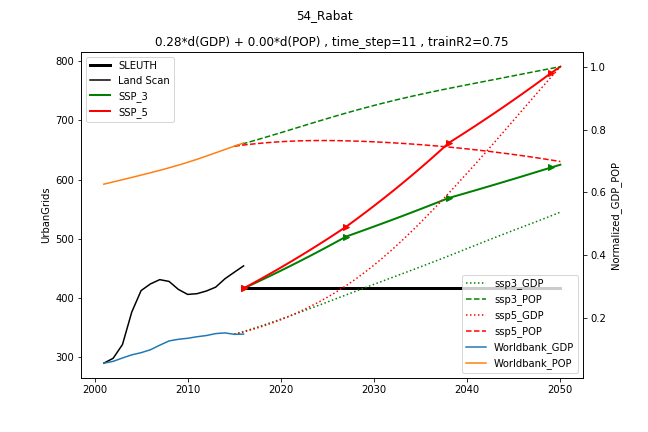 54_Rabat
0.28*d(GDP) + 0.00*d(POP) , time_step=11 , trainR2=0.75
SLEUTH
Land Scan
SSP_3
SSP_5
800
700
600
500
400
300
UrbanGrids
1.0
0.8
0.6
0.4
0.2
Normalized_GDP_POP
ssp3_GDP
ssp3_POP
ssp5_GDP
ssp5_POP
Worldbank_GDP
Worldbank_POP
2000
2010
2020
2030
2040
2050